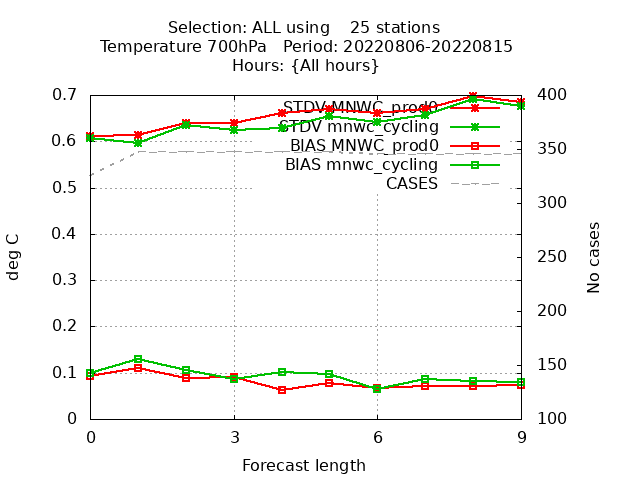 Selection: ALL using    25 stations
Temperature 700hPa   Period: 20220806-20220815
Hours: {All hours}
0.7
0.6
0.5
0.4
0.3
0.2
0.1
0
deg C
STDV MNWC_prod0
STDV mnwc_cycling
BIAS MNWC_prod0
BIAS mnwc_cycling
CASES
400
350
300
250
200
150
100
No cases
0
3
6
9
Forecast length